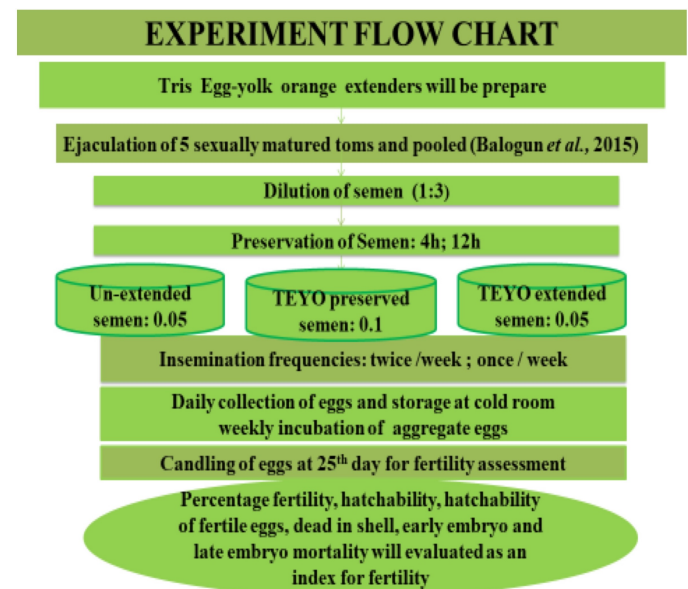 EXPERIMENT FLOW CHART
Tris Egg-yolk orange extenders will be prepare
Ejaculation of 5 sexually matured toms and pooled (Balogun et al., 2015)
Dilution of semen (1:3)
Preservation of Semen: 4h; 12h
Un-extended
semen: 0.05
TEYO preserved
semen: 0.1
TEYO extended
semen: 0.05
Insemination frequencies: twice /week ; once / week
Daily collection of eggs and storage at cold room
weekly incubation of aggregate eggs
Candling of eggs at 25th day for fertility assessment
Percentage fertility, hatchability, hatchability
of fertile eggs, dead in shell, early embryo and
late embryo mortality will evaluated as an
index for fertility